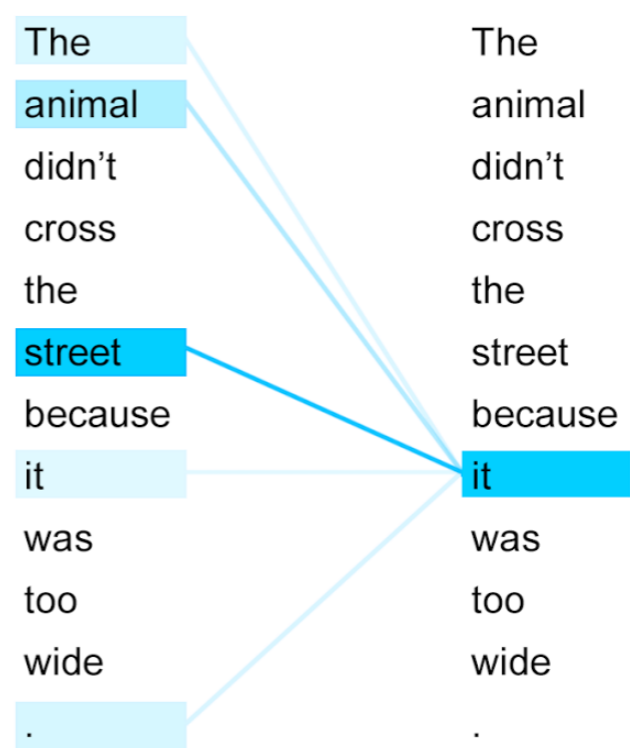 The The
animal animal
didn’t didn’t
cross cross
the the
street street
because because
it it
was was
too too
wide wide
. .